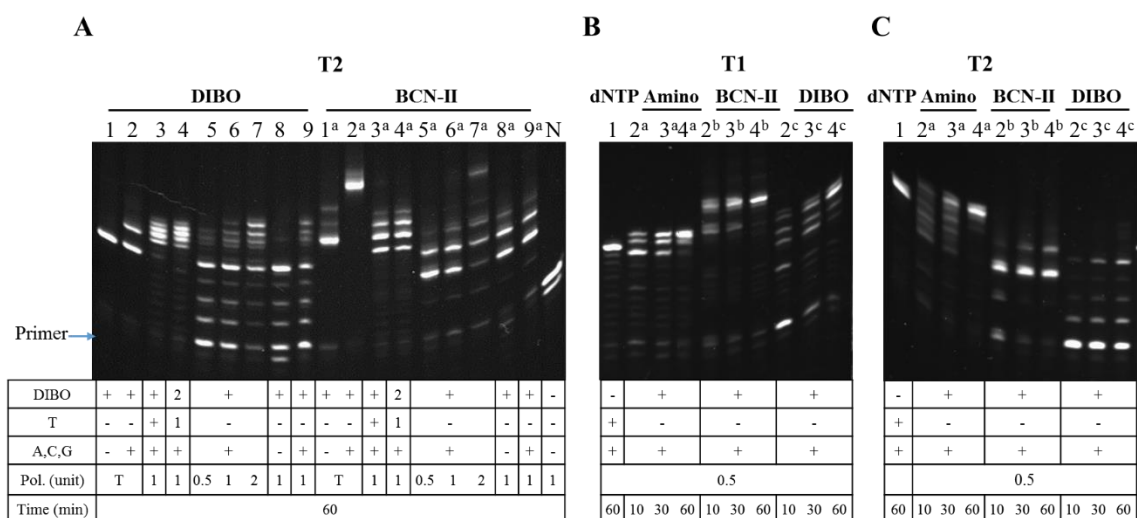 A B C
T2 T1 T2
DIBO BCN-II dNTP Amino BCN-II DIBO dNTP Amino BCN-II DIBO
1 2 3 4 5 6 7 8 9 1ᵃ 2ᵃ 3ᵃ 4ᵃ 5ᵃ 6ᵃ 7ᵃ 8ᵃ 9ᵃ N 1 2ᵃ 3ᵃ 4ᵃ 2ᵇ 3ᵇ 4ᵇ 2ᶜ 3ᶜ 4ᶜ 1 2ᵃ 3ᵃ 4ᵃ 2ᵇ 3ᵇ 4ᵇ 2ᶜ 3ᶜ 4ᶜ
Primer
DIBO + + + 2 + + + + + + 2 + + + - - + + + - + + +
T - - + 1 - - - - - + 1 - - - - + - - - + - - -
A,C,G - + + + + - + - + + + + - + - + + + + + + + +
Pol. (unit) T 1 1 0.5 1 2 1 1 T 1 1 0.5 1 2 1 1 1 0.5 0.5
Time (min) 60 60 10 30 60 10 30 60 10 30 60 60 10 30 60 10 30 60 10 30 60